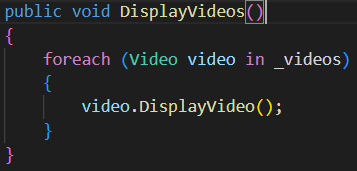 public void DisplayVideos()
{
    foreach (Video video in _videos)
    {
        video.DisplayVideo();
    }
}